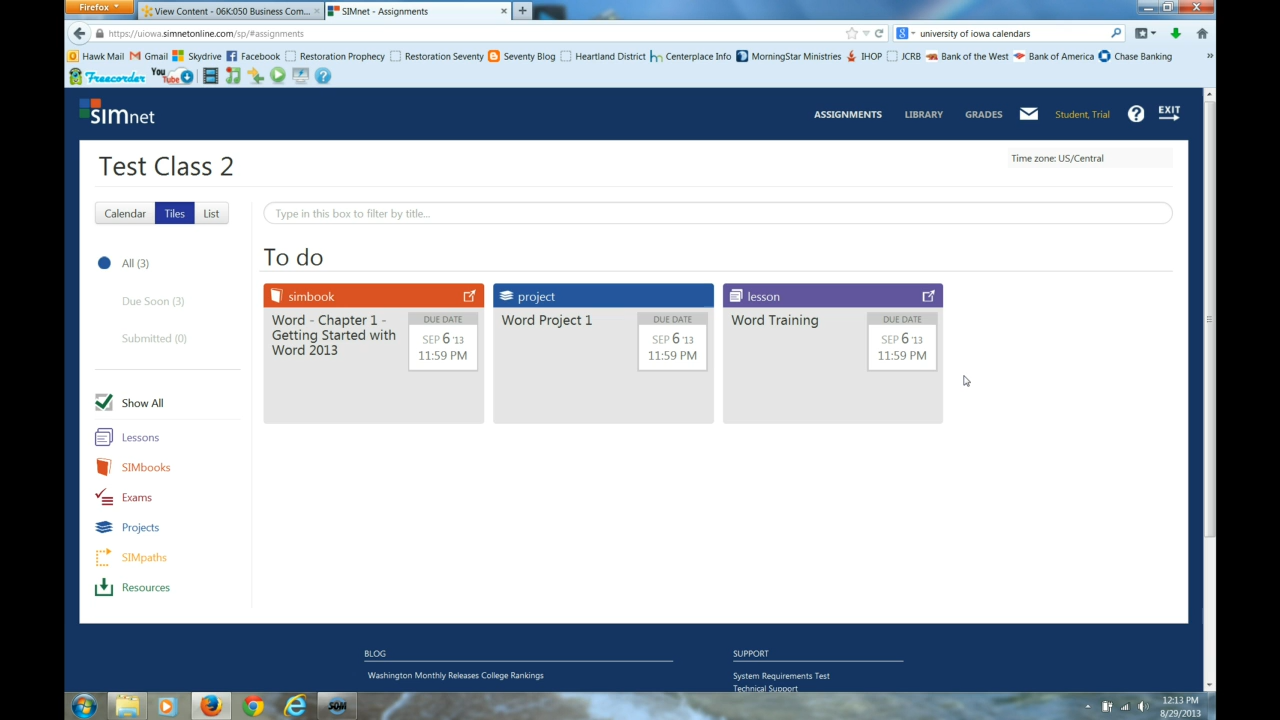 Firefox
View Content - 06K:050 Business Com...
SIMnet - Assignments
https://uiowa.simnetonline.com/sp/#assignments
university of iowa calendars
Hawk Mail
Gmail
Skydrive
Facebook
Restoration Prophecy
Restoration Seventy
Seventy Blog
Heartland District
Centerplace Info
MorningStar Ministries
IHOP
JCRB
Bank of the West
Bank of America
Chase Banking
Freecorder
You
Tube
SIMnet
ASSIGNMENTS
LIBRARY
GRADES
Student, Trial
EXIT
Test Class 2
Time zone: US/Central
Calendar
Tiles
List
Type in this box to filter by title...
All (3)
Due Soon (3)
Submitted (0)
Show All
Lessons
SIMbooks
Exams
Projects
SIMpaths
Resources
To do
simbook
Word - Chapter 1 -
Getting Started with
Word 2013
DUE DATE
SEP 6 '13
11:59 PM
project
Word Project 1
DUE DATE
SEP 6 '13
11:59 PM
lesson
Word Training
DUE DATE
SEP 6 '13
11:59 PM
BLOG
Washington Monthly Releases College Rankings
SUPPORT
System Requirements Test
Technical Support
SOM
12:13 PM
8/29/2013